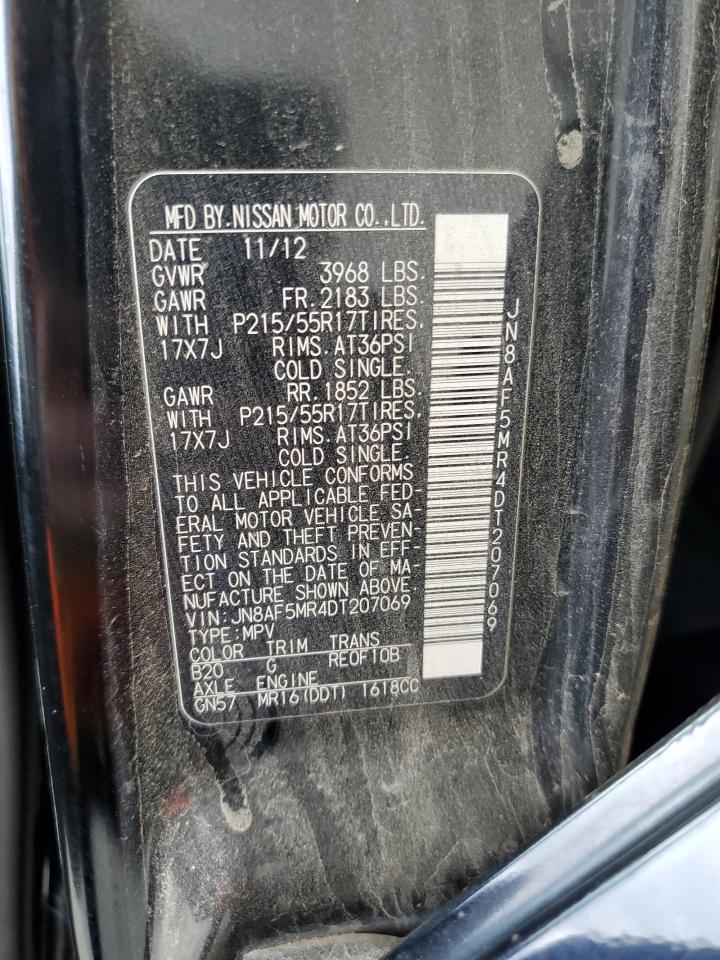 MFD BY.NISSAN MOTOR CO.,LTD.
DATE 11/12
GVWR 3968 LBS.
GAWR FR.2183 LBS.
WITH P215/55R17TIRES.
17X7J RIMS.AT36PSI
COLD SINGLE.
GAWR RR.1852 LBS.
WITH P215/55R17TIRES.
17X7J RIMS.AT36PSI
COLD SINGLE.
THIS VEHICLE CONFORMS
TO ALL APPLICABLE FED-
ERAL MOTOR VEHICLE SA-
FETY AND THEFT PREVEN-
TION STANDARDS IN EFF-
ECT ON THE DATE OF MA-
NUFACTURE SHOWN ABOVE.
VIN:JN8AF5MR4DT207069
TYPE:MPV
COLOR TRIM TRANS
B20 G RE0F10B
AXLE ENGINE
GN57 MR16(DDT) 1618CC
JN8AF5MR4DT207069